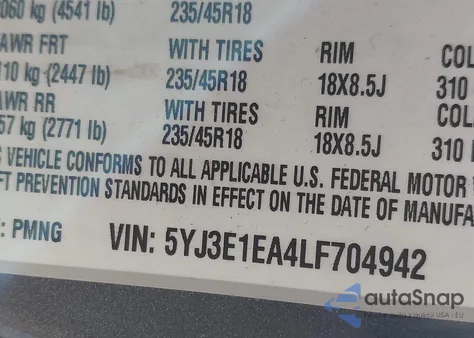 060 kg (4541 lb) 235/45R18
AWR FRT WITH TIRES RIM COL
10 kg (2447 lb) 235/45R18 18X8.5J 310
AWR RR WITH TIRES RIM COL
57 kg (2771 lb) 235/45R18 18X8.5J 310
S VEHICLE CONFORMS TO ALL APPLICABLE U.S. FEDERAL MOTOR V
FT PREVENTION STANDARDS IN EFFECT ON THE DATE OF MANUFA
: PMNG VIN: 5YJ3E1EA4LF704942
autaSnap